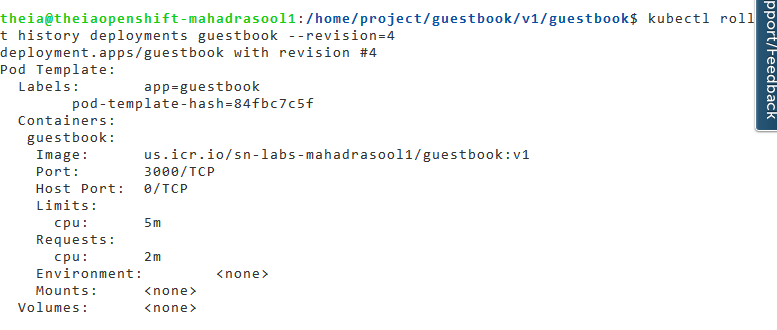 theia@theiaopenshift-mahadrasool1:/home/project/guestbook/v1/guestbook$ kubectl roll
t history deployments guestbook --revision=4
deployment.apps/guestbook with revision #4
Pod Template:
  Labels:       app=guestbook
        pod-template-hash=84fbc7c5f
  Containers:
   guestbook:
    Image:      us.icr.io/sn-labs-mahadrasool1/guestbook:v1
    Port:       3000/TCP
    Host Port:  0/TCP
    Limits:
      cpu:      5m
    Requests:
      cpu:      2m
    Environment:        <none>
    Mounts:     <none>
  Volumes:      <none>
pport/Feedback